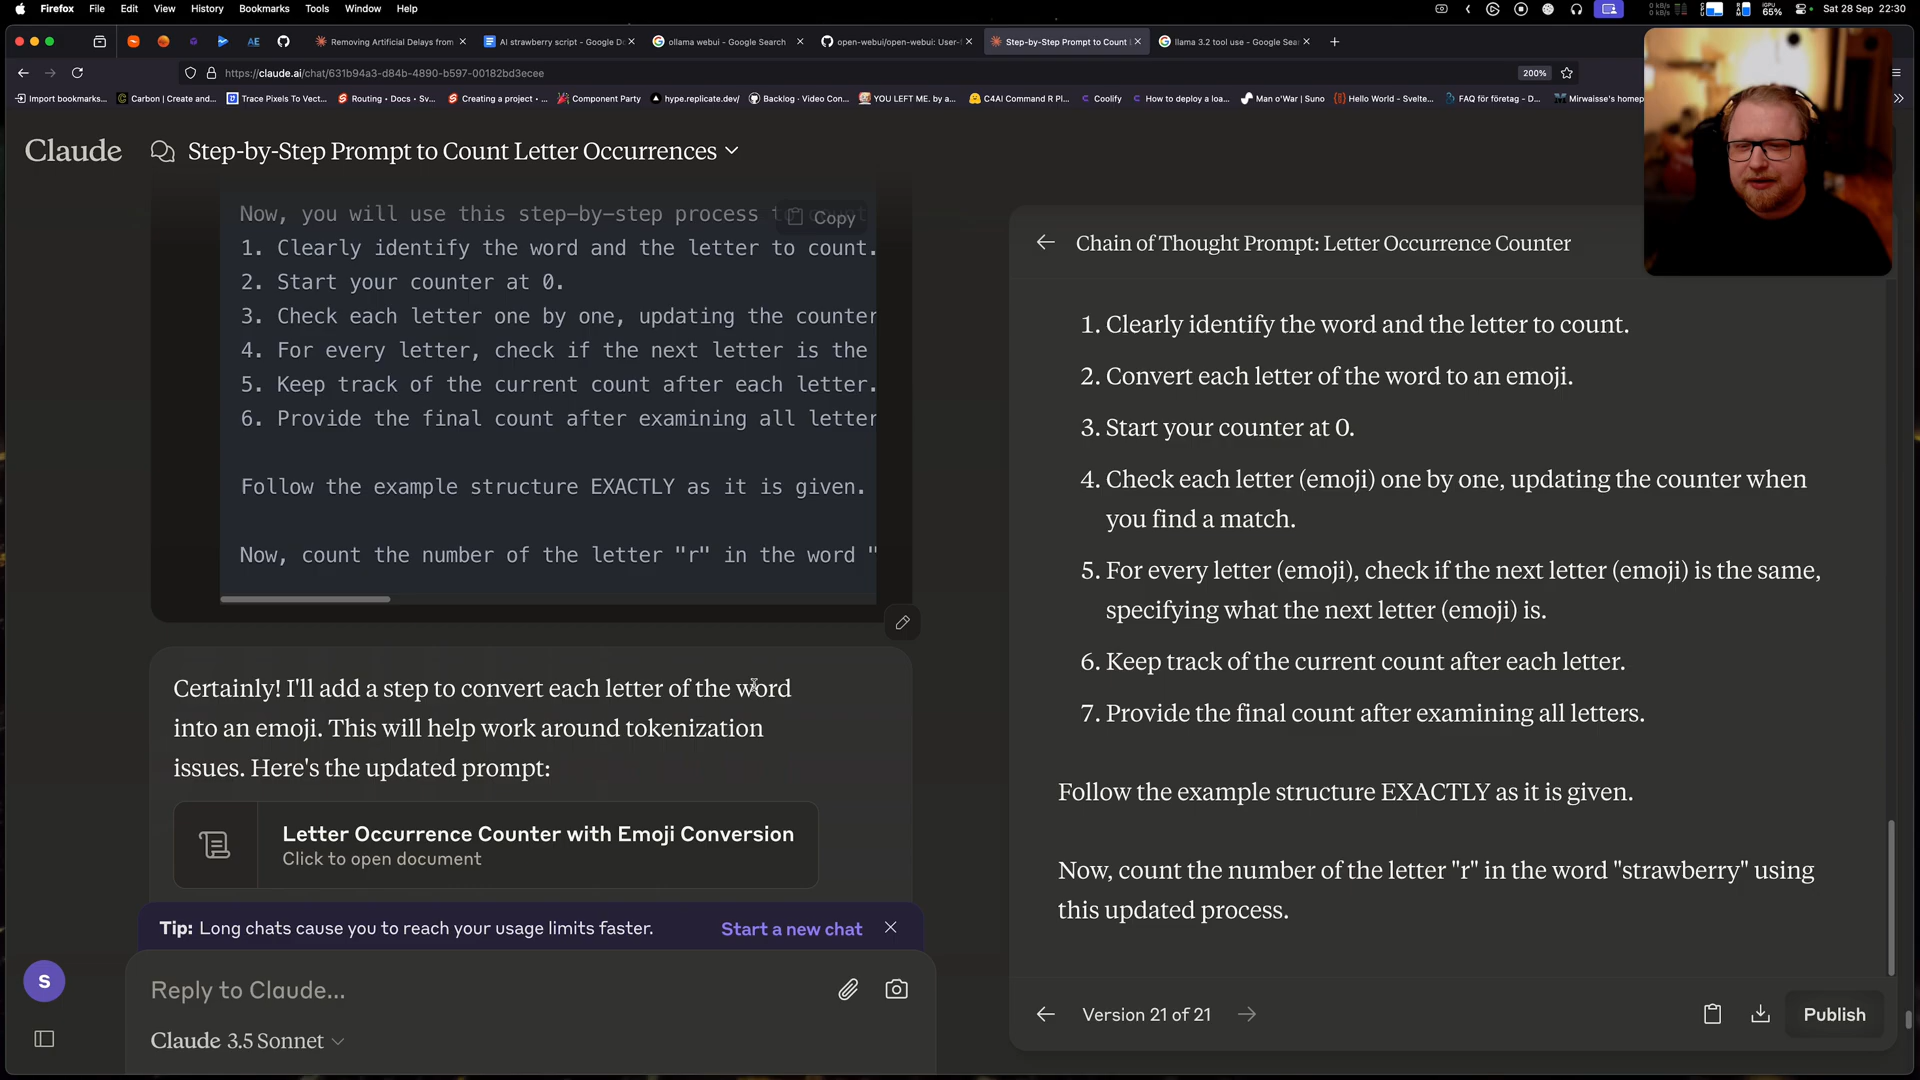 Firefox File Edit View History Bookmarks Tools Window Help
0 kB/s
0 kB/s
65%
Sat 28 Sep 22:30
AE
Removing Artificial Delays from
AI strawberry script - Google D
ollama webui - Google Search
open-webui/open-webui: User-
Step-by-Step Prompt to Count
llama 3.2 tool use - Google Sea
https://claude.ai/chat/631b94a3-d84b-4890-b597-00182bd3ecee
200%
Import bookmarks...
Carbon | Create and...
Trace Pixels To Vect...
Routing • Docs • Sv...
Creating a project • ...
Component Party
hype.replicate.dev/
Backlog · Video Con...
YOU LEFT ME. by a...
C4AI Command R Pl...
Coolify
How to deploy a loa...
Man o'War | Suno
Hello World • Svelte...
FAQ för företag - D...
Mirwaisse's homep
Claude
Step-by-Step Prompt to Count Letter Occurrences
Now, you will use this step-by-step process
Copy
1. Clearly identify the word and the letter to count.
2. Start your counter at 0.
3. Check each letter one by one, updating the counter
4. For every letter, check if the next letter is the
5. Keep track of the current count after each letter.
6. Provide the final count after examining all letter
Follow the example structure EXACTLY as it is given.
Now, count the number of the letter "r" in the word "
Certainly! I'll add a step to convert each letter of the word
into an emoji. This will help work around tokenization
issues. Here's the updated prompt:
Letter Occurrence Counter with Emoji Conversion
Click to open document
Tip: Long chats cause you to reach your usage limits faster.
Start a new chat
S
Reply to Claude...
Claude 3.5 Sonnet
Chain of Thought Prompt: Letter Occurrence Counter
1. Clearly identify the word and the letter to count.
2. Convert each letter of the word to an emoji.
3. Start your counter at 0.
4. Check each letter (emoji) one by one, updating the counter when
you find a match.
5. For every letter (emoji), check if the next letter (emoji) is the same,
specifying what the next letter (emoji) is.
6. Keep track of the current count after each letter.
7. Provide the final count after examining all letters.
Follow the example structure EXACTLY as it is given.
Now, count the number of the letter "r" in the word "strawberry" using
this updated process.
Version 21 of 21
Publish